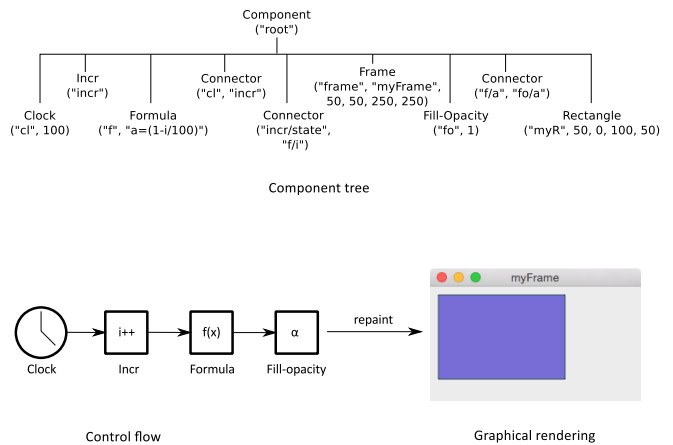 Component
("root")
Incr
("incr")
Connector
("cl", "incr")
Frame
("frame", "myFrame",
50, 50, 250, 250)
Connector
("f/a", "fo/a")
Clock
("cl", 100)
Formula
("f", "a=(1-i/100)")
Connector
("incr/state",
"f/i")
Fill-Opacity
("fo", 1)
Rectangle
("myR", 50, 0, 100, 50)
Component tree
myFrame
i++
f(x)
α
repaint
Clock
Incr
Formula
Fill-opacity
Control flow
Graphical rendering